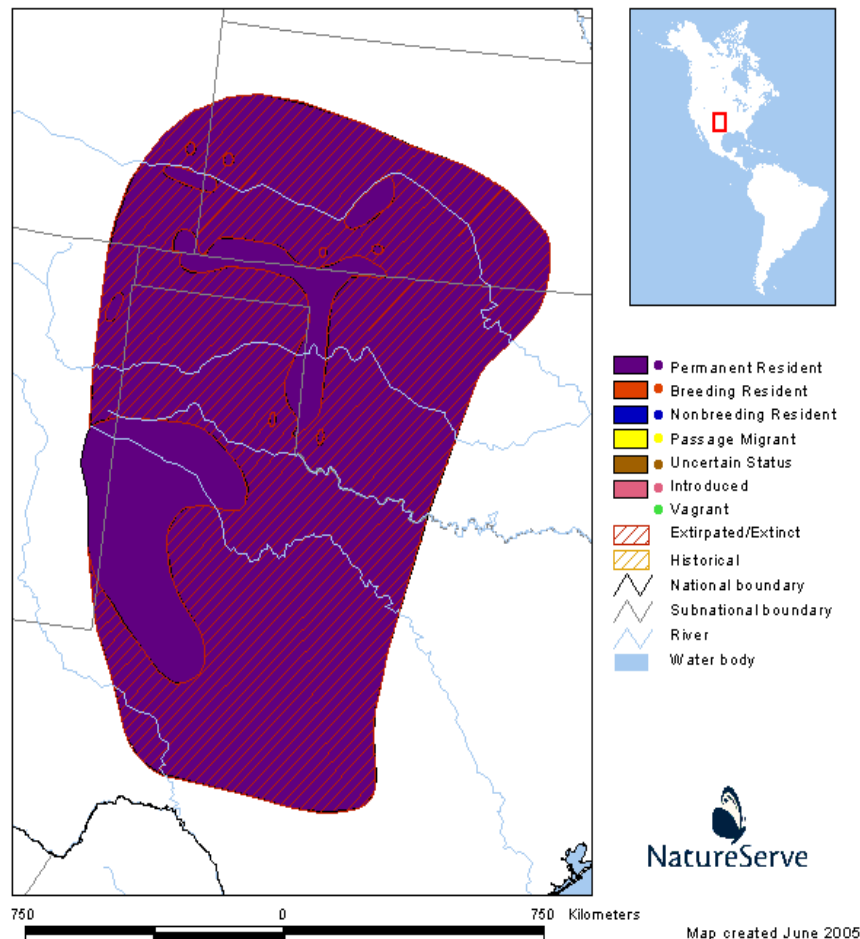 Permanent Resident
Breeding Resident
Nonbreeding Resident
Passage Migrant
Uncertain Status
Introduced
Vagrant
Extirpated/Extinct
Historical
National boundary
Subnational boundary
River
Water body
NatureServe
750 0 750 Kilometers
Map created June 2005